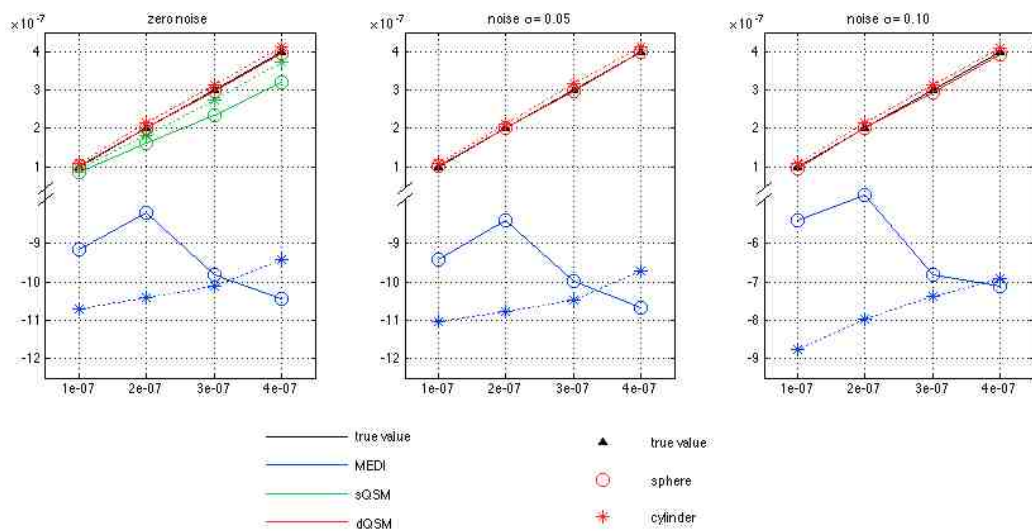 ×10⁻⁷ zero noise
4
3
2
1
-9
-10
-11
-12
1e-07 2e-07 3e-07 4e-07
×10⁻⁷ noise σ= 0.05
4
3
2
1
-9
-10
-11
-12
1e-07 2e-07 3e-07 4e-07
×10⁻⁷ noise σ= 0.10
4
3
2
1
-6
-7
-8
-9
1e-07 2e-07 3e-07 4e-07
true value
MEDI
sQSM
dQSM
true value
sphere
cylinder